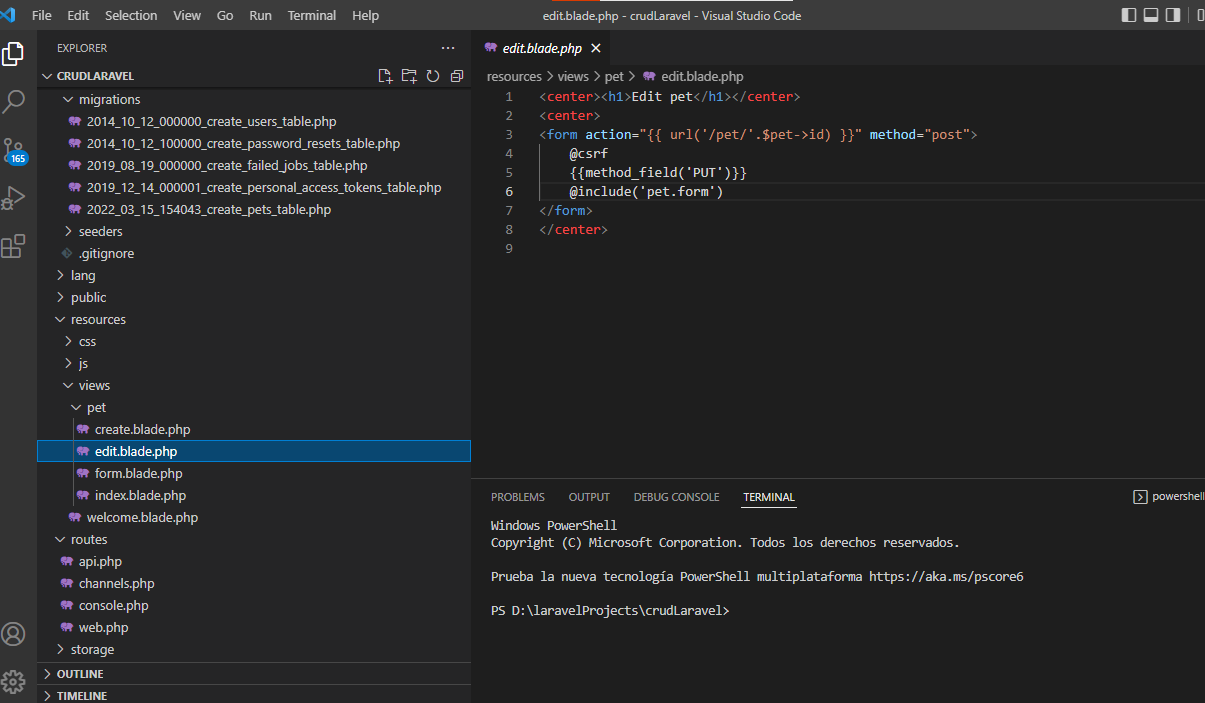 File Edit Selection View Go Run Terminal Help
edit.blade.php - crudLaravel - Visual Studio Code
EXPLORER
CRUDLARAVEL
migrations
2014_10_12_000000_create_users_table.php
2014_10_12_100000_create_password_resets_table.php
2019_08_19_000000_create_failed_jobs_table.php
2019_12_14_000001_create_personal_access_tokens_table.php
2022_03_15_154043_create_pets_table.php
seeders
.gitignore
lang
public
resources
css
js
views
pet
create.blade.php
edit.blade.php
form.blade.php
index.blade.php
welcome.blade.php
routes
api.php
channels.php
console.php
web.php
storage
OUTLINE
TIMELINE
165
edit.blade.php
resources > views > pet > edit.blade.php
1 <center><h1>Edit pet</h1></center>
2 <center>
3 <form action="{{ url('/pet/'.$pet->id) }}" method="post">
4 @csrf
5 {{method_field('PUT')}}
6 @include('pet.form')
7 </form>
8 </center>
9
PROBLEMS OUTPUT DEBUG CONSOLE TERMINAL
powershell
Windows PowerShell
Copyright (C) Microsoft Corporation. Todos los derechos reservados.
Prueba la nueva tecnología PowerShell multiplataforma https://aka.ms/pscore6
PS D:\laravelProjects\crudLaravel>